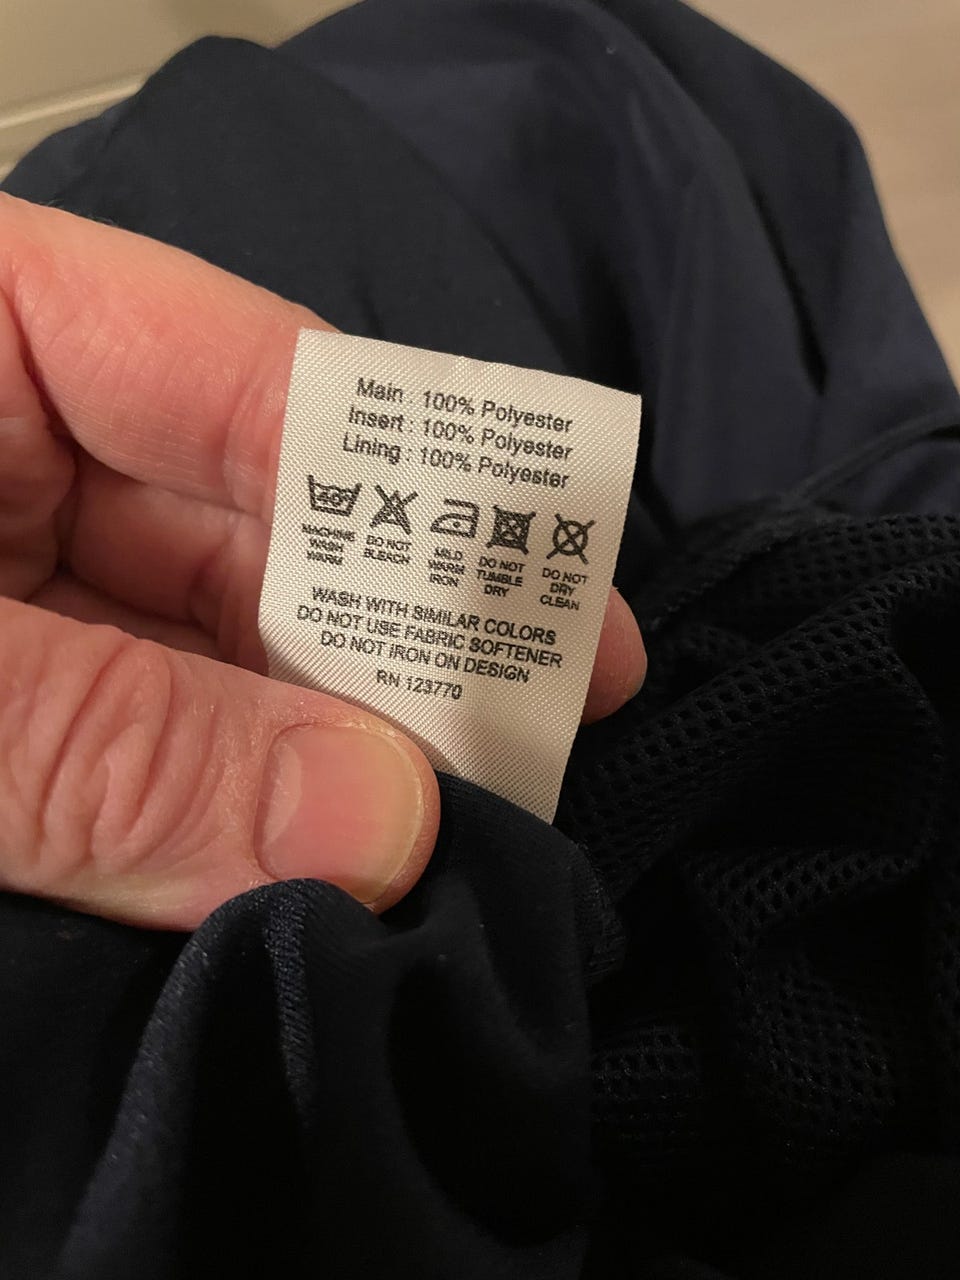 Main : 100% Polyester
Insert : 100% Polyester
Lining : 100% Polyester
40°
MACHINE WASH WARM
DO NOT BLEACH
MILD WARM IRON
DO NOT TUMBLE DRY
DO NOT DRY CLEAN
WASH WITH SIMILAR COLORS
DO NOT USE FABRIC SOFTENER
DO NOT IRON ON DESIGN
RN 123770